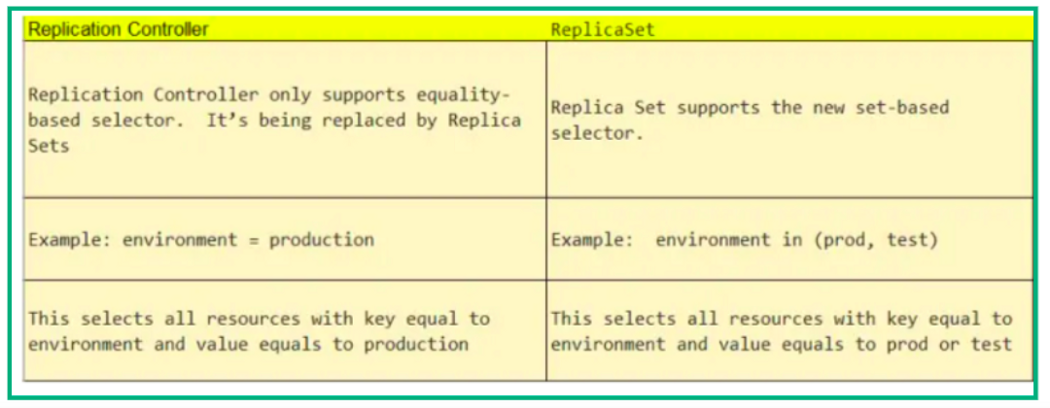 Replication Controller
ReplicaSet
Replication Controller only supports equality-
based selector.  It’s being replaced by Replica
Sets
Replica Set supports the new set-based
selector.
Example: environment = production
Example:  environment in (prod, test)
This selects all resources with key equal to
environment and value equals to production
This selects all resources with key equal to
environment and value equals to prod or test